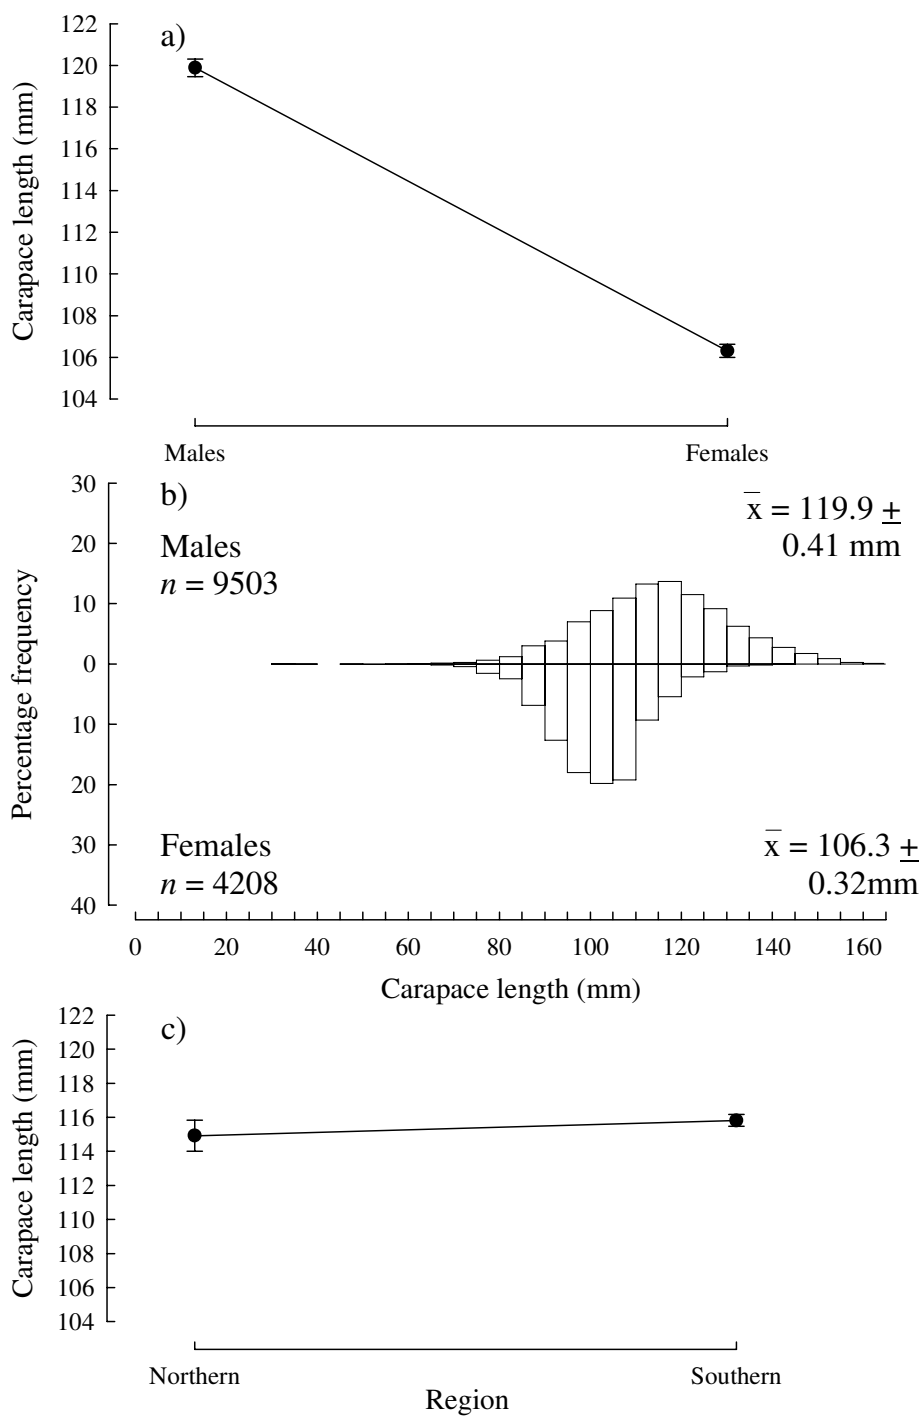 a)
Carapace length (mm)
122
120
118
116
114
112
110
108
106
104
Males
Females
b)
Percentage frequency
30
20
10
0
10
20
30
40
Males
n = 9503
x̅ = 119.9 ±
0.41 mm
Females
n = 4208
x̅ = 106.3 ±
0.32mm
0 20 40 60 80 100 120 140 160
Carapace length (mm)
c)
Carapace length (mm)
122
120
118
116
114
112
110
108
106
104
Northern
Southern
Region